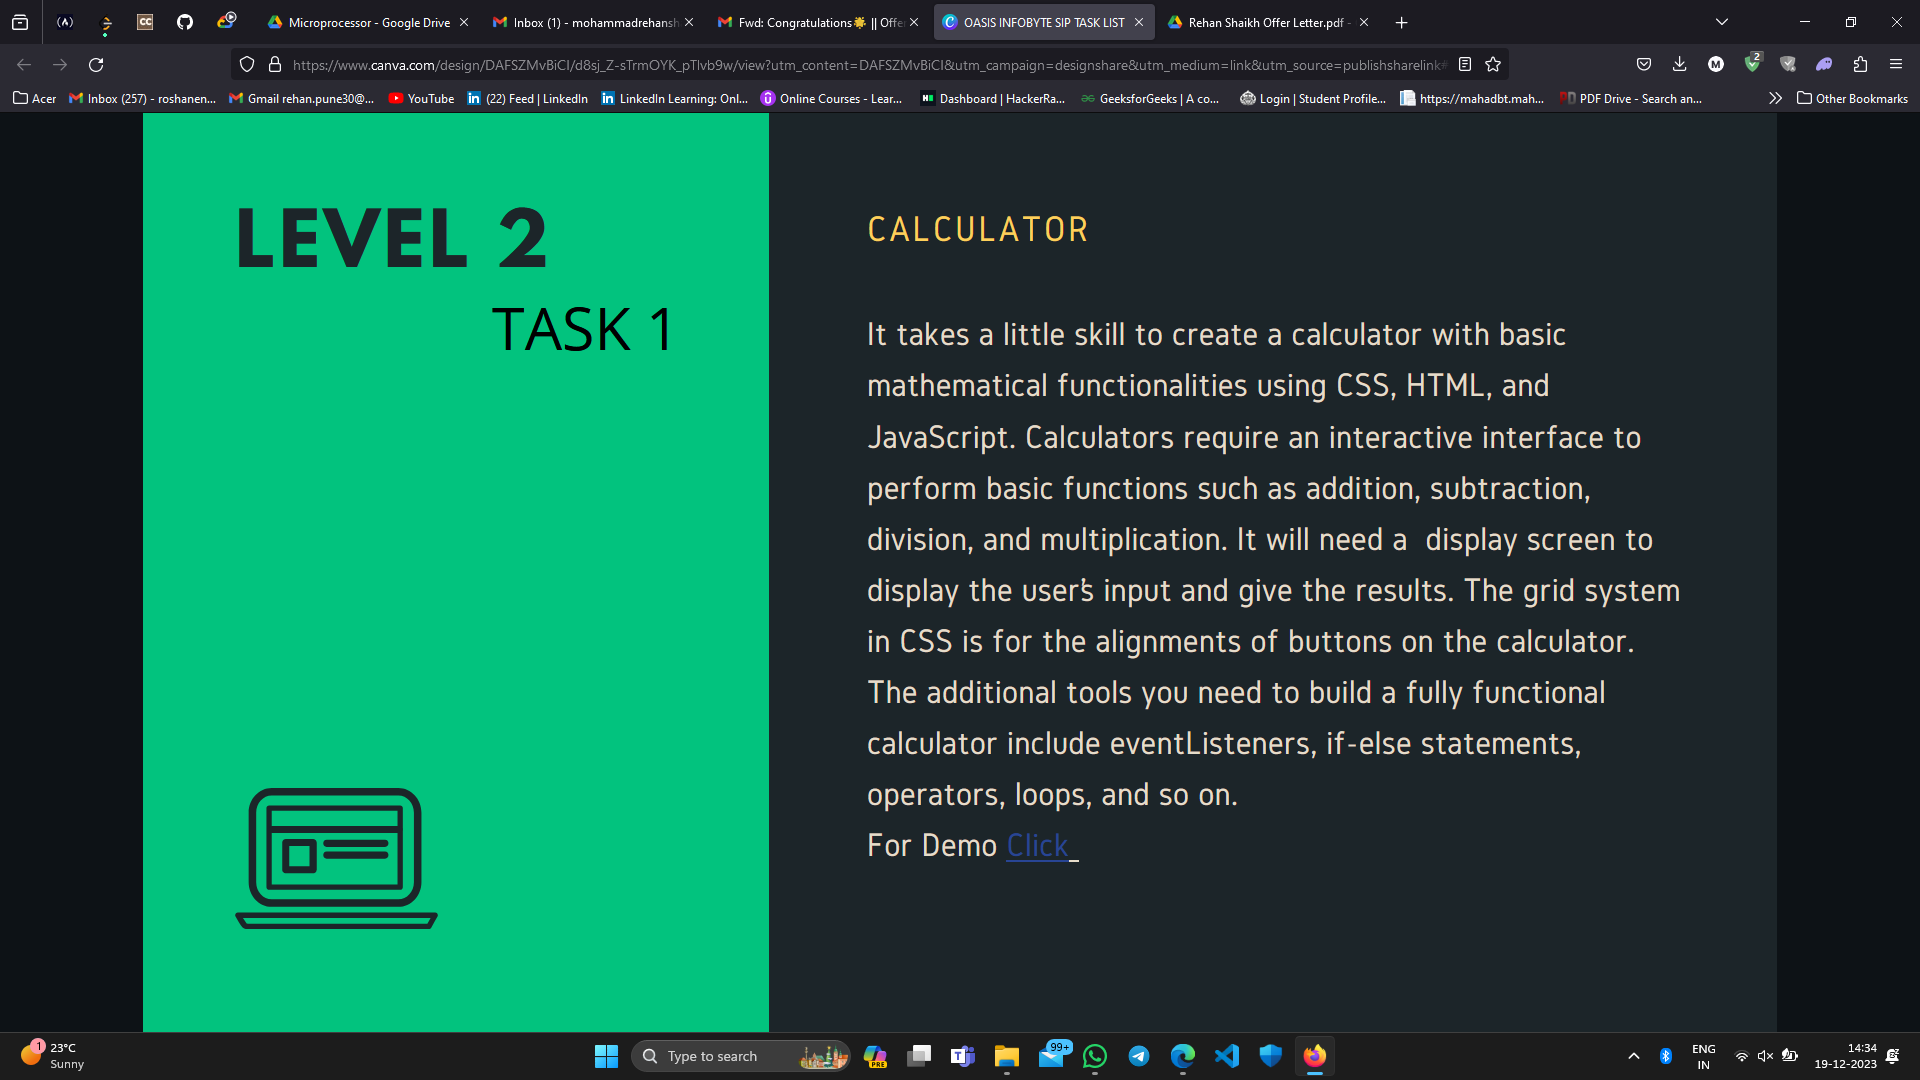 Microprocessor - Google Drive
Inbox (1) - mohammadrehansh
Fwd: Congratulations🌟 || Offer
OASIS INFOBYTE SIP TASK LIST
Rehan Shaikh Offer Letter.pdf -
https://www.canva.com/design/DAFSZMvBiCI/d8sj_Z-sTrmOYK_pTlvb9w/view?utm_content=DAFSZMvBiCI&utm_campaign=designshare&utm_medium=link&utm_source=publishsharelink#
2
Acer
Inbox (257) - roshanen...
Gmail rehan.pune30@...
YouTube
(22) Feed | LinkedIn
LinkedIn Learning: Onl...
Online Courses - Lear...
Dashboard | HackerRa...
GeeksforGeeks | A co...
Login | Student Profile...
https://mahadbt.mah...
PDF Drive - Search an...
Other Bookmarks
LEVEL 2
TASK 1
CALCULATOR
It takes a little skill to create a calculator with basic
mathematical functionalities using CSS, HTML, and
JavaScript. Calculators require an interactive interface to
perform basic functions such as addition, subtraction,
division, and multiplication. It will need a  display screen to
display the user's input and give the results. The grid system
in CSS is for the alignments of buttons on the calculator.
The additional tools you need to build a fully functional
calculator include eventListeners, if-else statements,
operators, loops, and so on.
For Demo Click
1
23°C
Sunny
Type to search
PRE
99+
ENG
IN
14:34
19-12-2023